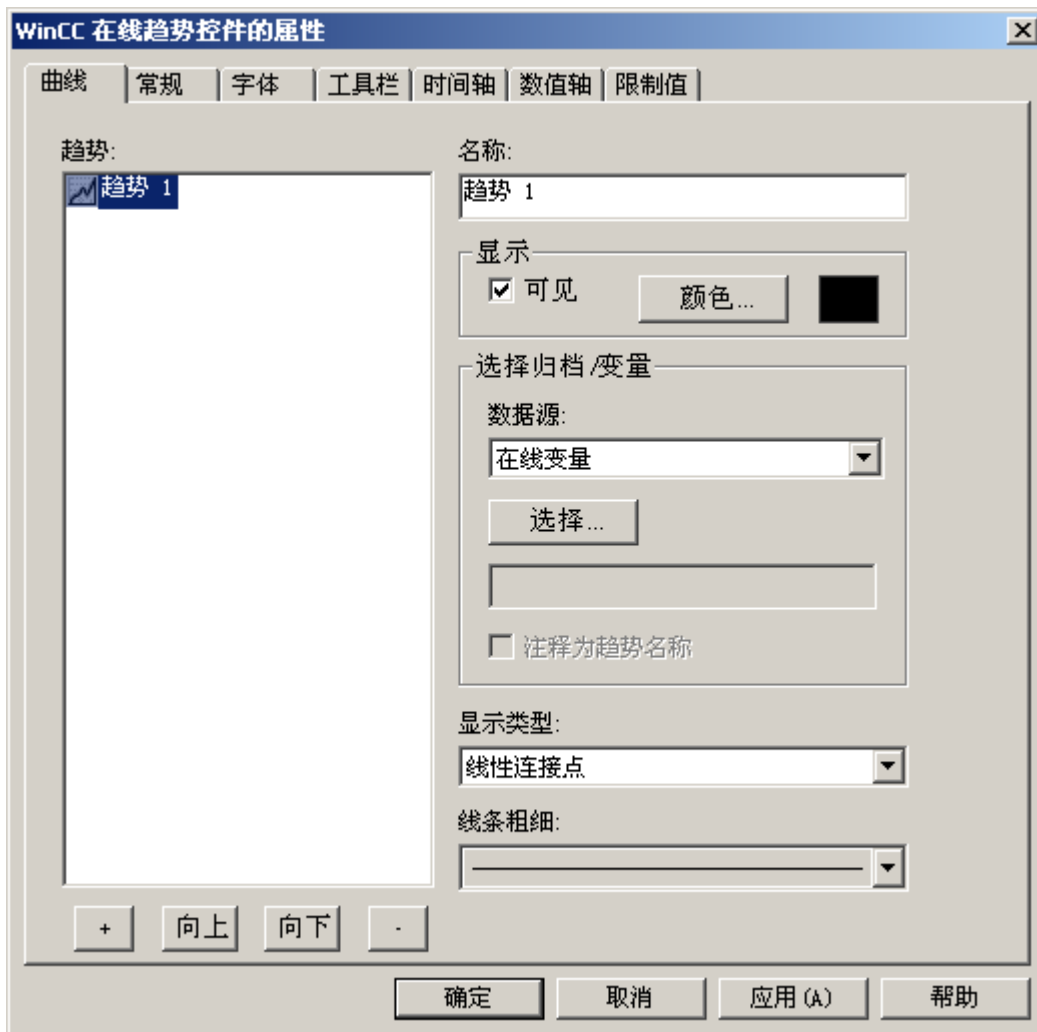 WinCC 在线趋势控件的属性
曲线 常规 字体 工具栏 时间轴 数值轴 限制值
趋势:
趋势 1
名称:
趋势 1
显示
可见 颜色...
选择归档/变量
数据源:
在线变量
选择...
注释为趋势名称
显示类型:
线性连接点
线条粗细:
+ 向上 向下 -
确定 取消 应用(A) 帮助